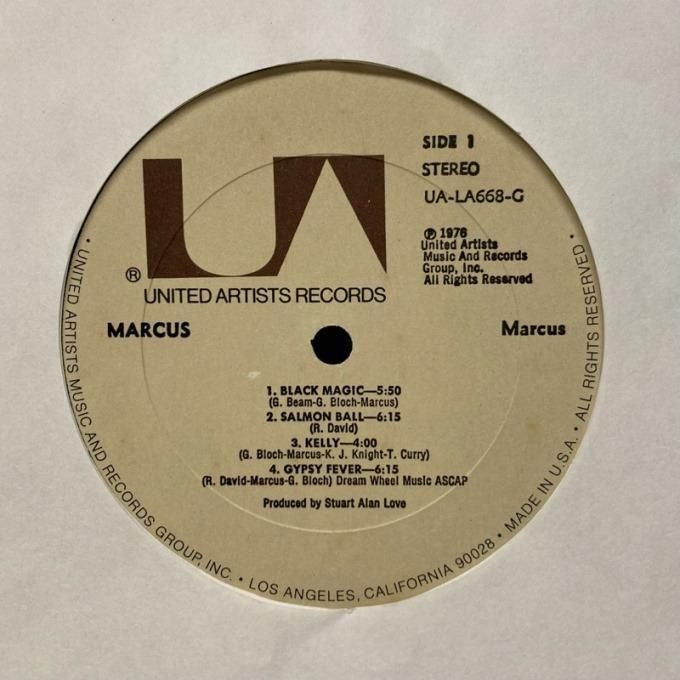 SIDE 1
STEREO
UA-LA668-G
℗ 1976
United Artists
Music And Records
Group, Inc.
All Rights Reserved
UA
®
UNITED ARTISTS RECORDS
MARCUS
Marcus
1. BLACK MAGIC—5:50
(G. Beam-G. Bloch-Marcus)
2. SALMON BALL—6:15
(R. David)
3. KELLY—4:00
(G. Bloch-Marcus-K. J. Knight-T. Curry)
4. GYPSY FEVER—6:15
(R. David-Marcus-G. Bloch) Dream Wheel Music ASCAP
Produced by Stuart Alan Love
• UNITED ARTISTS MUSIC AND RECORDS GROUP, INC. • LOS ANGELES, CALIFORNIA 90028 • MADE IN U.S.A. • ALL RIGHTS RESERVED •